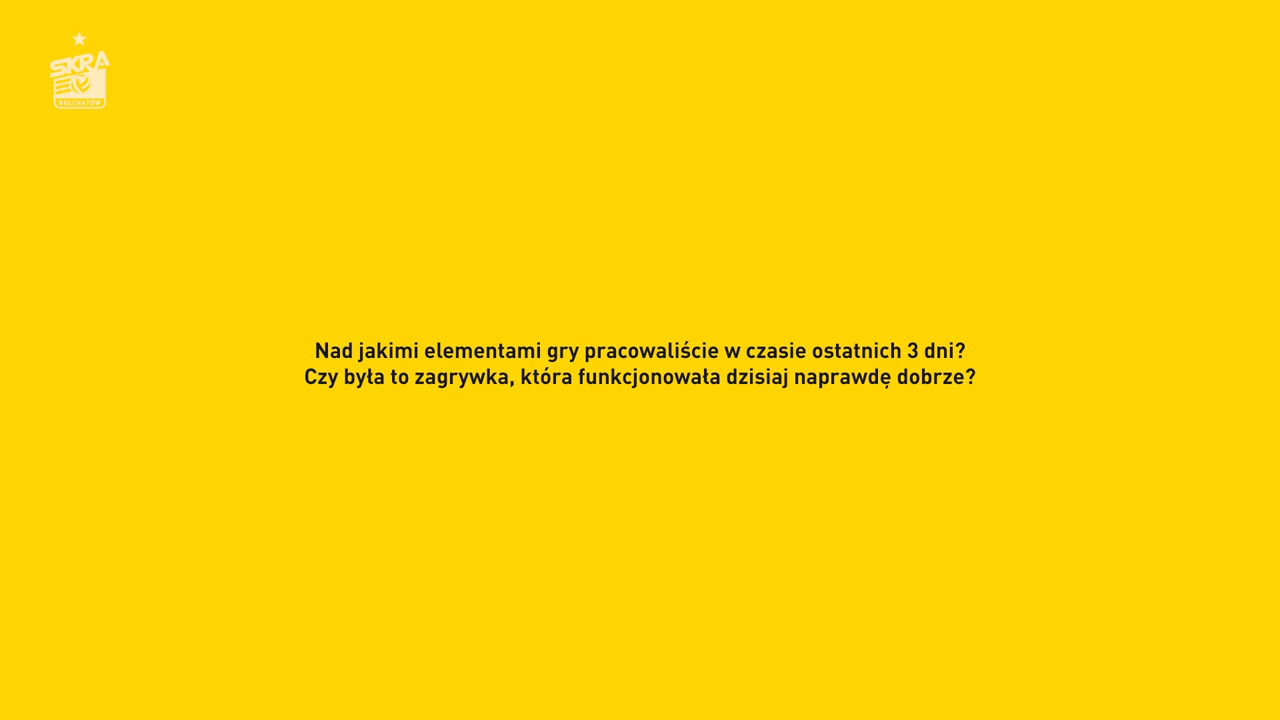 SKRA
BEŁCHATÓW
Nad jakimi elementami gry pracowaliście w czasie ostatnich 3 dni?
Czy była to zagrywka, która funkcjonowała dzisiaj naprawdę dobrze?